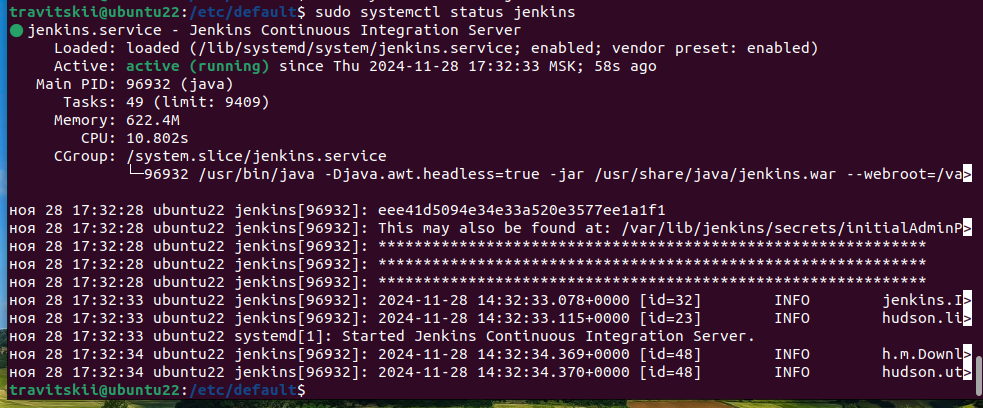 travitskii@ubuntu22:/etc/default$ sudo systemctl status jenkins
● jenkins.service - Jenkins Continuous Integration Server
Loaded: loaded (/lib/systemd/system/jenkins.service; enabled; vendor preset: enabled)
Active: active (running) since Thu 2024-11-28 17:32:33 MSK; 58s ago
Main PID: 96932 (java)
Tasks: 49 (limit: 9409)
Memory: 622.4M
CPU: 10.802s
CGroup: /system.slice/jenkins.service
└─96932 /usr/bin/java -Djava.awt.headless=true -jar /usr/share/java/jenkins.war --webroot=/va>
ноя 28 17:32:28 ubuntu22 jenkins[96932]: eee41d5094e34e33a520e3577ee1a1f1
ноя 28 17:32:28 ubuntu22 jenkins[96932]: This may also be found at: /var/lib/jenkins/secrets/initialAdminP>
ноя 28 17:32:28 ubuntu22 jenkins[96932]: *************************************************************
ноя 28 17:32:28 ubuntu22 jenkins[96932]: *************************************************************
ноя 28 17:32:28 ubuntu22 jenkins[96932]: *************************************************************
ноя 28 17:32:33 ubuntu22 jenkins[96932]: 2024-11-28 14:32:33.078+0000 [id=32] INFO jenkins.I>
ноя 28 17:32:33 ubuntu22 jenkins[96932]: 2024-11-28 14:32:33.115+0000 [id=23] INFO hudson.li>
ноя 28 17:32:33 ubuntu22 systemd[1]: Started Jenkins Continuous Integration Server.
ноя 28 17:32:34 ubuntu22 jenkins[96932]: 2024-11-28 14:32:34.369+0000 [id=48] INFO h.m.Downl>
ноя 28 17:32:34 ubuntu22 jenkins[96932]: 2024-11-28 14:32:34.370+0000 [id=48] INFO hudson.ut>
travitskii@ubuntu22:/etc/default$